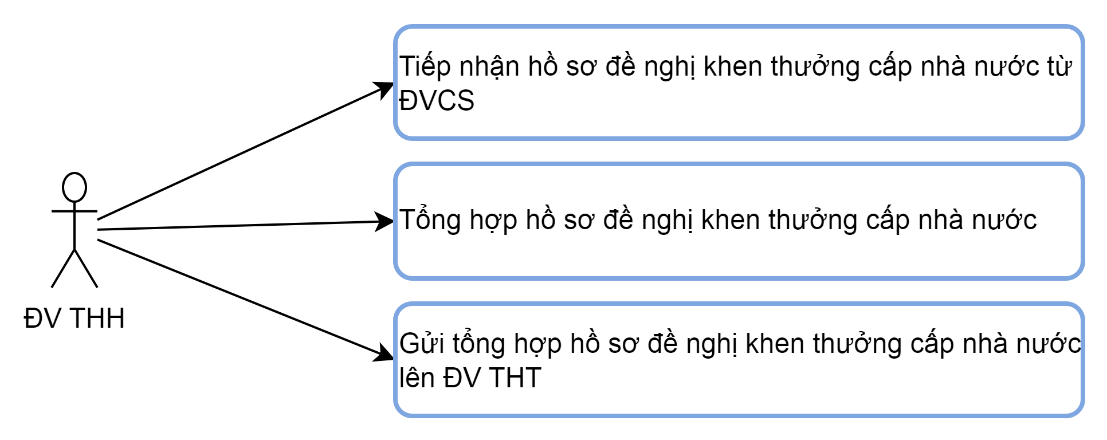 Tiếp nhận hồ sơ đề nghị khen thưởng cấp nhà nước từ
ĐVCS
Tổng hợp hồ sơ đề nghị khen thưởng cấp nhà nước
ĐV THH
Gửi tổng hợp hồ sơ đề nghị khen thưởng cấp nhà nước
lên ĐV THT